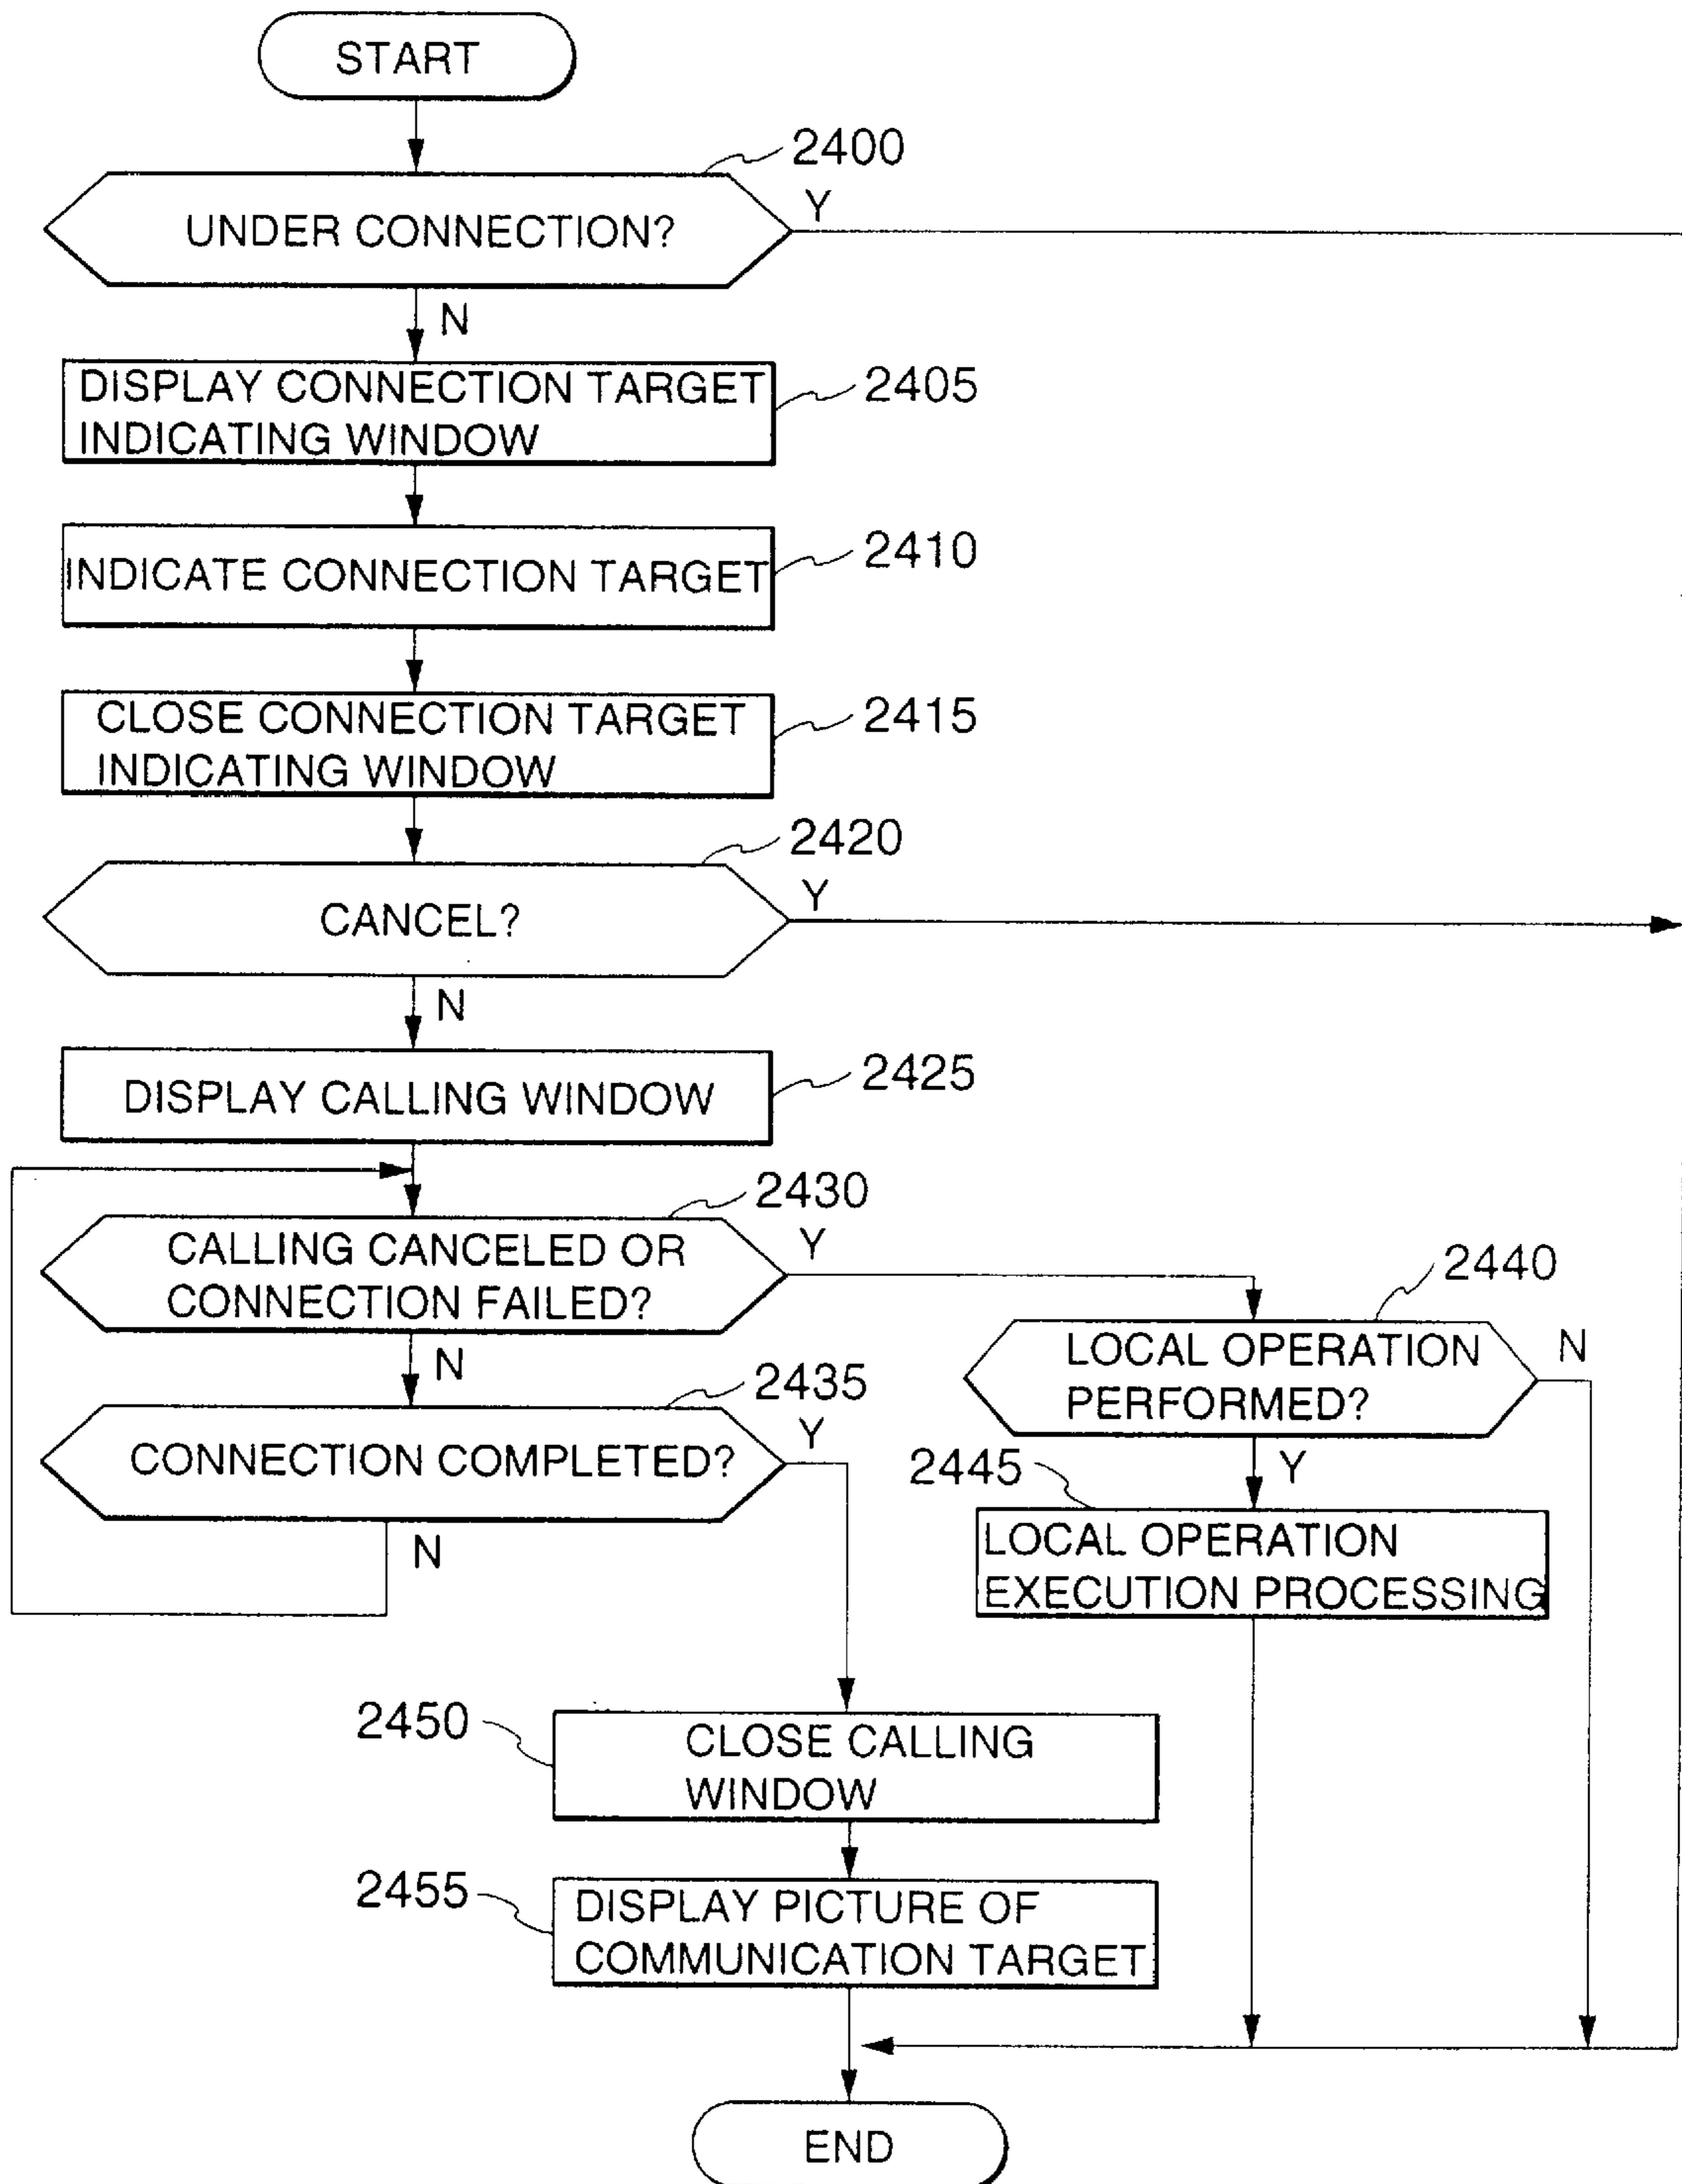 START
2400
UNDER CONNECTION?
Y
N
DISPLAY CONNECTION TARGET
INDICATING WINDOW
2405
INDICATE CONNECTION TARGET
2410
CLOSE CONNECTION TARGET
INDICATING WINDOW
2415
2420
CANCEL?
Y
N
DISPLAY CALLING WINDOW
2425
2430
CALLING CANCELED OR
CONNECTION FAILED?
Y
N
2440
LOCAL OPERATION
PERFORMED?
N
Y
2435
CONNECTION COMPLETED?
Y
N
2445
LOCAL OPERATION
EXECUTION PROCESSING
2450
CLOSE CALLING
WINDOW
2455
DISPLAY PICTURE OF
COMMUNICATION TARGET
END